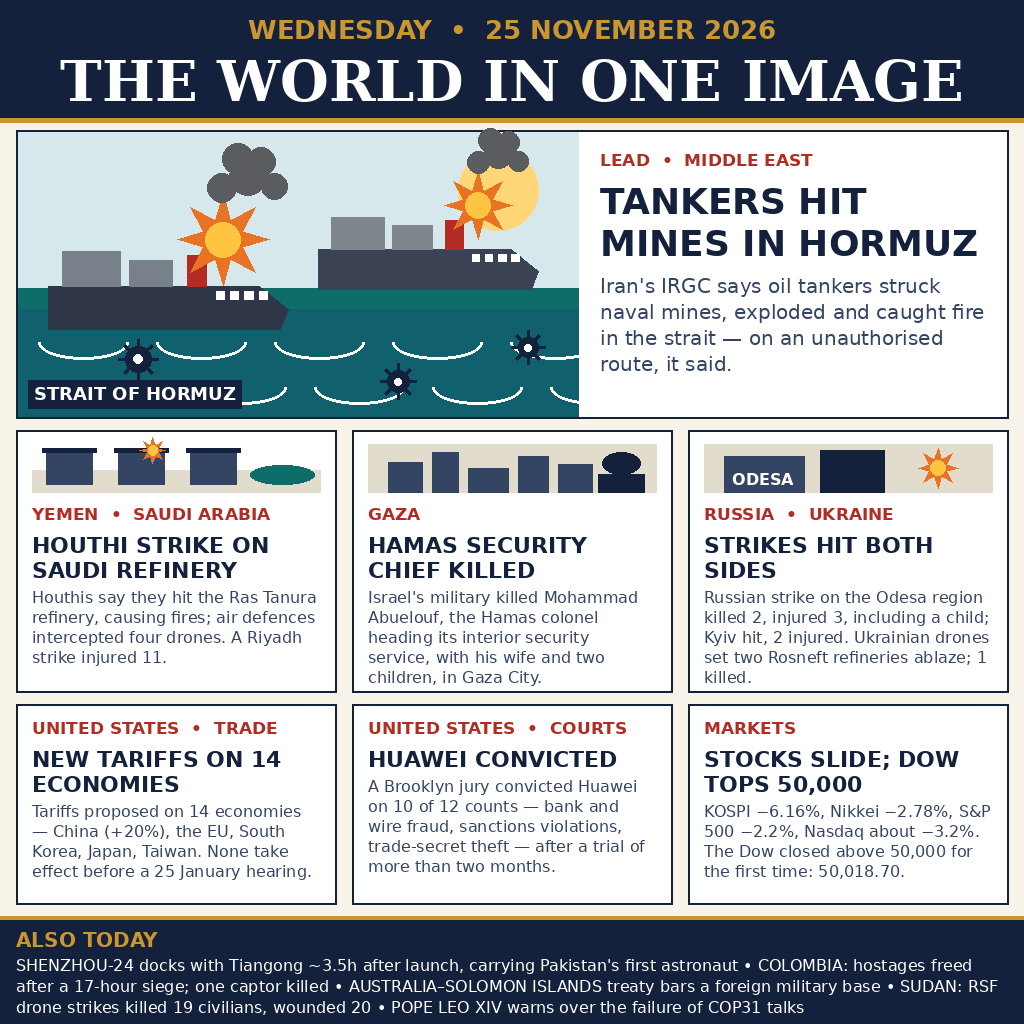 WEDNESDAY • 25 NOVEMBER 2026
THE WORLD IN ONE IMAGE
STRAIT OF HORMUZ
LEAD • MIDDLE EAST
TANKERS HIT
MINES IN HORMUZ
Iran's IRGC says oil tankers struck
naval mines, exploded and caught fire
in the strait — on an unauthorised
route, it said.
YEMEN • SAUDI ARABIA
HOUTHI STRIKE ON
SAUDI REFINERY
Houthis say they hit the Ras Tanura
refinery, causing fires; air defences
intercepted four drones. A Riyadh
strike injured 11.
GAZA
HAMAS SECURITY
CHIEF KILLED
Israel's military killed Mohammad
Abuelouf, the Hamas colonel
heading its interior security
service, with his wife and two
children, in Gaza City.
ODESA
RUSSIA • UKRAINE
STRIKES HIT BOTH
SIDES
Russian strike on the Odesa region
killed 2, injured 3, including a child;
Kyiv hit, 2 injured. Ukrainian drones
set two Rosneft refineries ablaze; 1
killed.
UNITED STATES • TRADE
NEW TARIFFS ON 14
ECONOMIES
Tariffs proposed on 14 economies
— China (+20%), the EU, South
Korea, Japan, Taiwan. None take
effect before a 25 January hearing.
UNITED STATES • COURTS
HUAWEI CONVICTED
A Brooklyn jury convicted Huawei
on 10 of 12 counts — bank and
wire fraud, sanctions violations,
trade-secret theft — after a trial of
more than two months.
MARKETS
STOCKS SLIDE; DOW
TOPS 50,000
KOSPI −6.16%, Nikkei −2.78%, S&P
500 −2.2%, Nasdaq about −3.2%.
The Dow closed above 50,000 for
the first time: 50,018.70.
ALSO TODAY
SHENZHOU-24 docks with Tiangong ~3.5h after launch, carrying Pakistan's first astronaut • COLOMBIA: hostages freed
after a 17-hour siege; one captor killed • AUSTRALIA–SOLOMON ISLANDS treaty bars a foreign military base • SUDAN: RSF
drone strikes killed 19 civilians, wounded 20 • POPE LEO XIV warns over the failure of COP31 talks